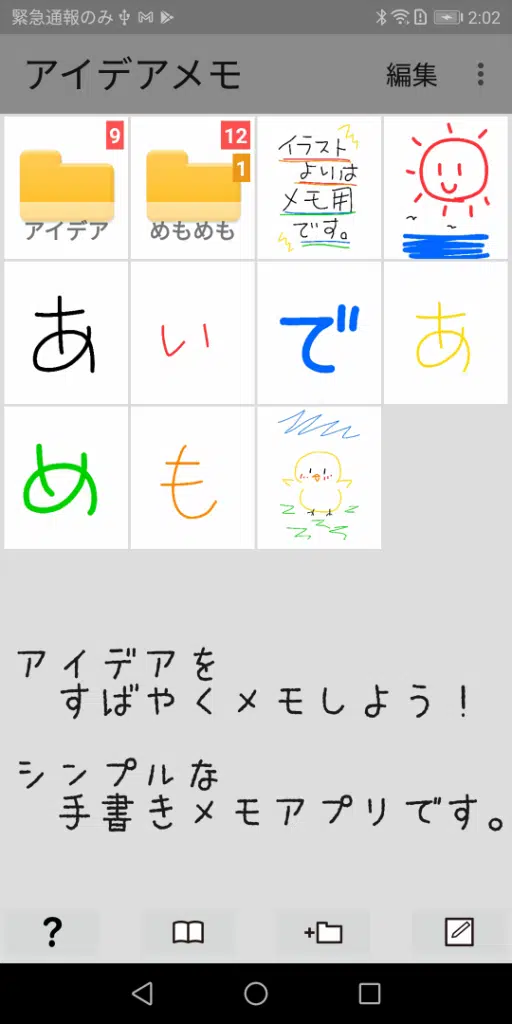 緊急通報のみ
2:02
アイデアメモ
編集
9
アイデア
12
1
めもめも
イラスト
よいは
メモ用
です。
あ
い
で
あ
め
も
アイデアを
すばやくメモしよう！
シンプルな
手書きメモアプリです。
?